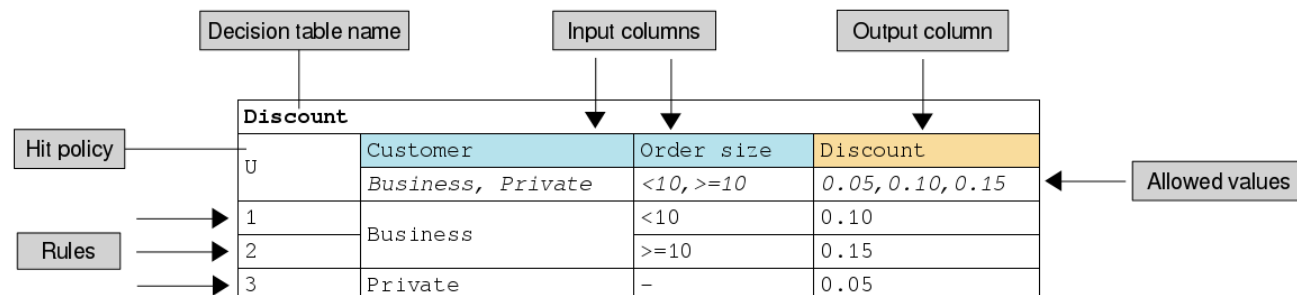 Decision table name
Input columns
Output column
Discount
Hit policy
U
Customer
Order size
Discount
Business, Private
<10,>=10
0.05,0.10,0.15
Allowed values
1
Business
<10
0.10
Rules
2
>=10
0.15
3
Private
–
0.05